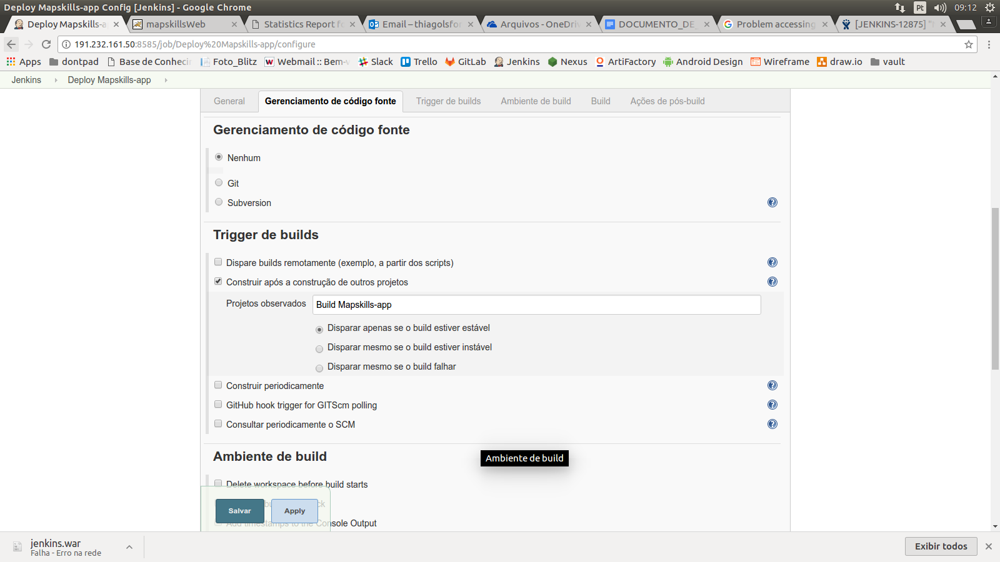 Deploy Mapskills-app Config [Jenkins] - Google Chrome
Pt
09:12
Deploy Mapskills-a
mapskillsWeb
Statistics Report fo
Email – thiagolsfor
Arquivos - OneDriv
DOCUMENTO_DE_
Problem accessing
[JENKINS-12875] "
191.232.161.50:8585/job/Deploy%20Mapskills-app/configure
Apps
dontpad
Base de Conhecin
Foto_Blitz
Webmail :: Bem-v
Slack
Trello
GitLab
Jenkins
Nexus
ArtiFactory
Android Design
Wireframe
draw.io
vault
Jenkins
Deploy Mapskills-app
General
Gerenciamento de código fonte
Trigger de builds
Ambiente de build
Build
Ações de pós-build
Gerenciamento de código fonte
Nenhum
Git
Subversion
Trigger de builds
Dispare builds remotamente (exemplo, a partir dos scripts)
Construir após a construção de outros projetos
Projetos observados
Build Mapskills-app
Disparar apenas se o build estiver estável
Disparar mesmo se o build estiver instável
Disparar mesmo se o build falhar
Construir periodicamente
GitHub hook trigger for GITScm polling
Consultar periodicamente o SCM
Ambiente de build
Ambiente de build
Delete workspace before build starts
Salvar
Apply
Add timestamps to the Console Output
jenkins.war
Falha - Erro na rede
Exibir todos